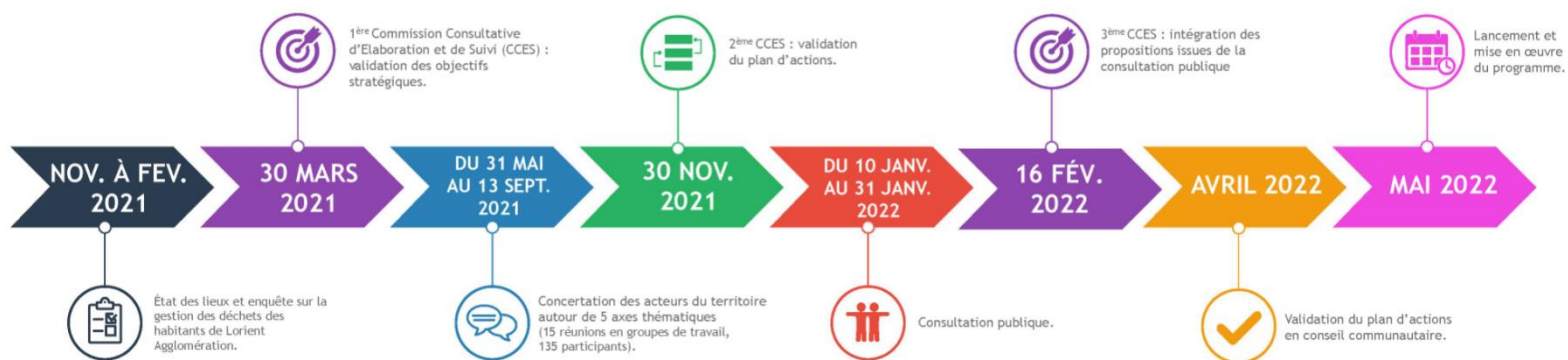 1ère Commission Consultative
d'Elaboration et de Suivi (CCES) :
validation des objectifs
stratégiques.
2ème CCES : validation
du plan d'actions.
3ème CCES : intégration des
propositions issues de la
consultation publique
Lancement et
mise en œuvre
du programme.
NOV. À FEV.
2021
30 MARS
2021
DU 31 MAI
AU 13 SEPT.
2021
30 NOV.
2021
DU 10 JANV.
AU 31 JANV.
2022
16 FÉV.
2022
AVRIL 2022
MAI 2022
État des lieux et enquête sur la
gestion des déchets des
habitants de Lorient
Agglomération.
Concertation des acteurs du territoire
autour de 5 axes thématiques
(15 réunions en groupes de travail,
135 participants).
Consultation publique.
Validation du plan d'actions
en conseil communautaire.